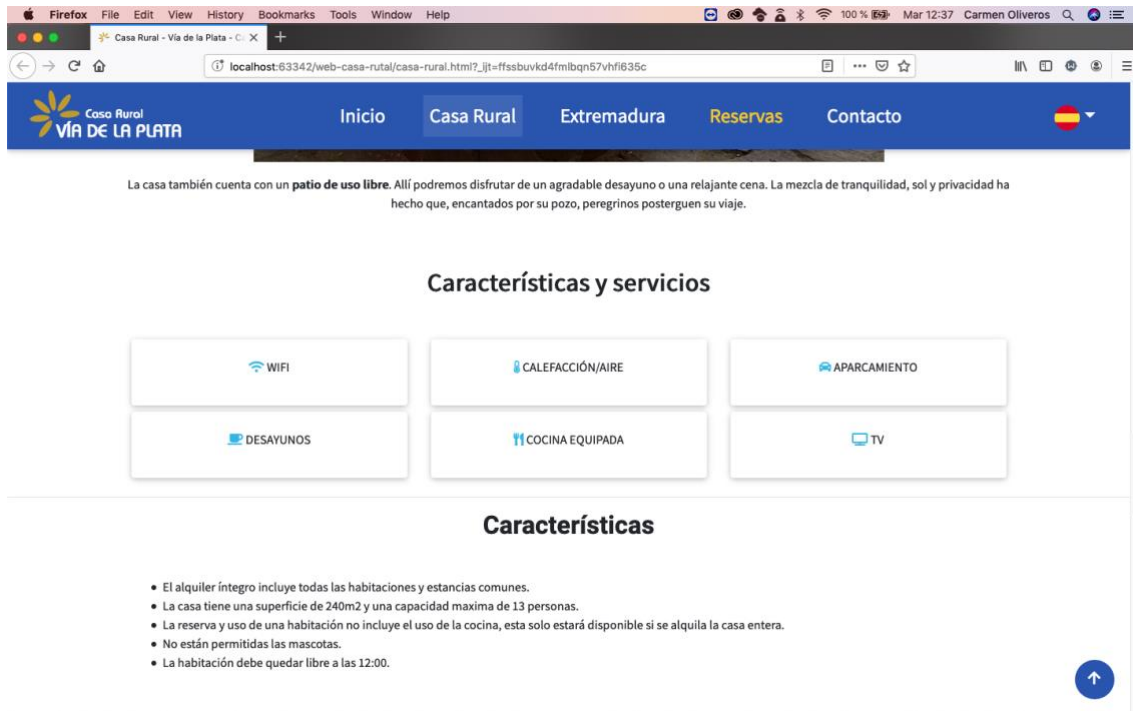 Firefox File Edit View History Bookmarks Tools Window Help 100 % Mar 12:37 Carmen Oliveros
Casa Rural - Vía de la Plata - C
localhost:63342/web-casa-rutal/casa-rural.html?_ijt=ffssbuvkd4fmlbqn57vhfi635c
Casa Rural
VÍA DE LA PLATA
Inicio Casa Rural Extremadura Reservas Contacto
La casa también cuenta con un patio de uso libre. Allí podremos disfrutar de un agradable desayuno o una relajante cena. La mezcla de tranquilidad, sol y privacidad ha
hecho que, encantados por su pozo, peregrinos posterguen su viaje.
Características y servicios
WIFI CALEFACCIÓN/AIRE APARCAMIENTO
DESAYUNOS COCINA EQUIPADA TV
Características
• El alquiler íntegro incluye todas las habitaciones y estancias comunes.
• La casa tiene una superficie de 240m2 y una capacidad maxima de 13 personas.
• La reserva y uso de una habitación no incluye el uso de la cocina, esta solo estará disponible si se alquila la casa entera.
• No están permitidas las mascotas.
• La habitación debe quedar libre a las 12:00.